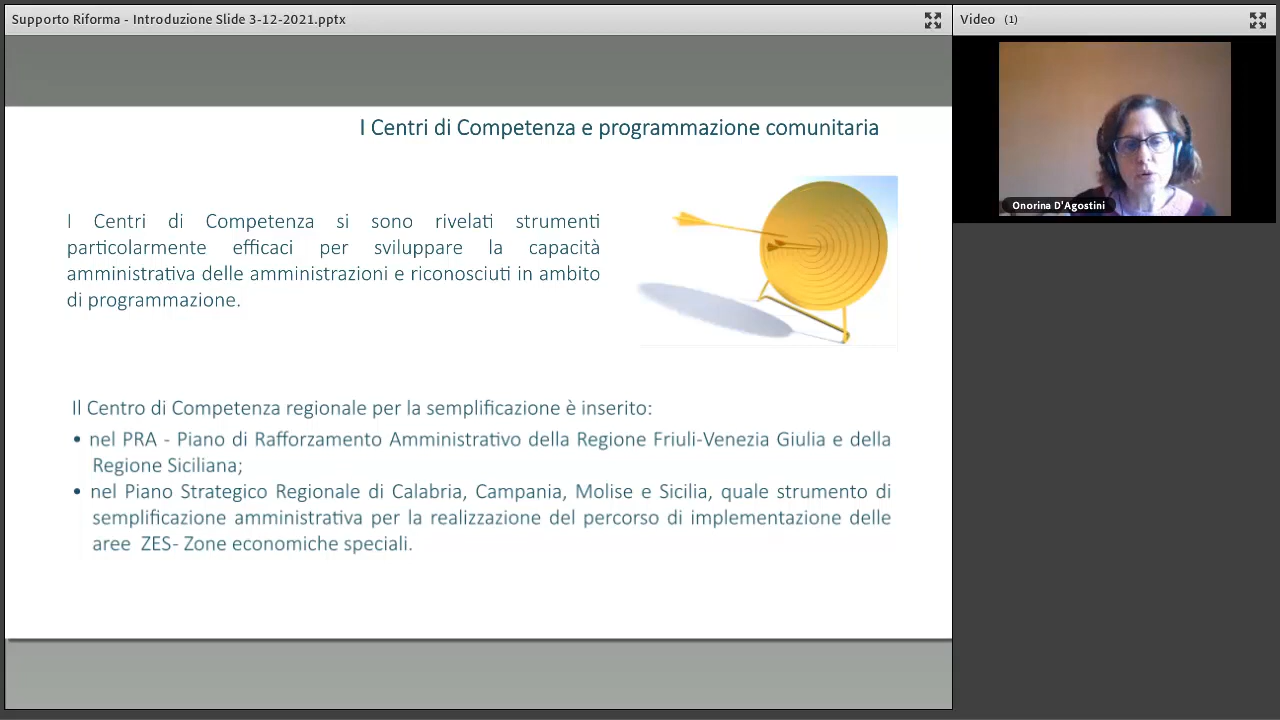 Supporto Riforma - Introduzione Slide 3-12-2021.pptx
Video (1)
I Centri di Competenza e programmazione comunitaria
I Centri di Competenza si sono rivelati strumenti
particolarmente efficaci per sviluppare la capacità
amministrativa delle amministrazioni e riconosciuti in ambito
di programmazione.
Onorina D'Agostini
Il Centro di Competenza regionale per la semplificazione è inserito:
• nel PRA - Piano di Rafforzamento Amministrativo della Regione Friuli-Venezia Giulia e della
Regione Siciliana;
• nel Piano Strategico Regionale di Calabria, Campania, Molise e Sicilia, quale strumento di
semplificazione amministrativa per la realizzazione del percorso di implementazione delle
aree ZES- Zone economiche speciali.